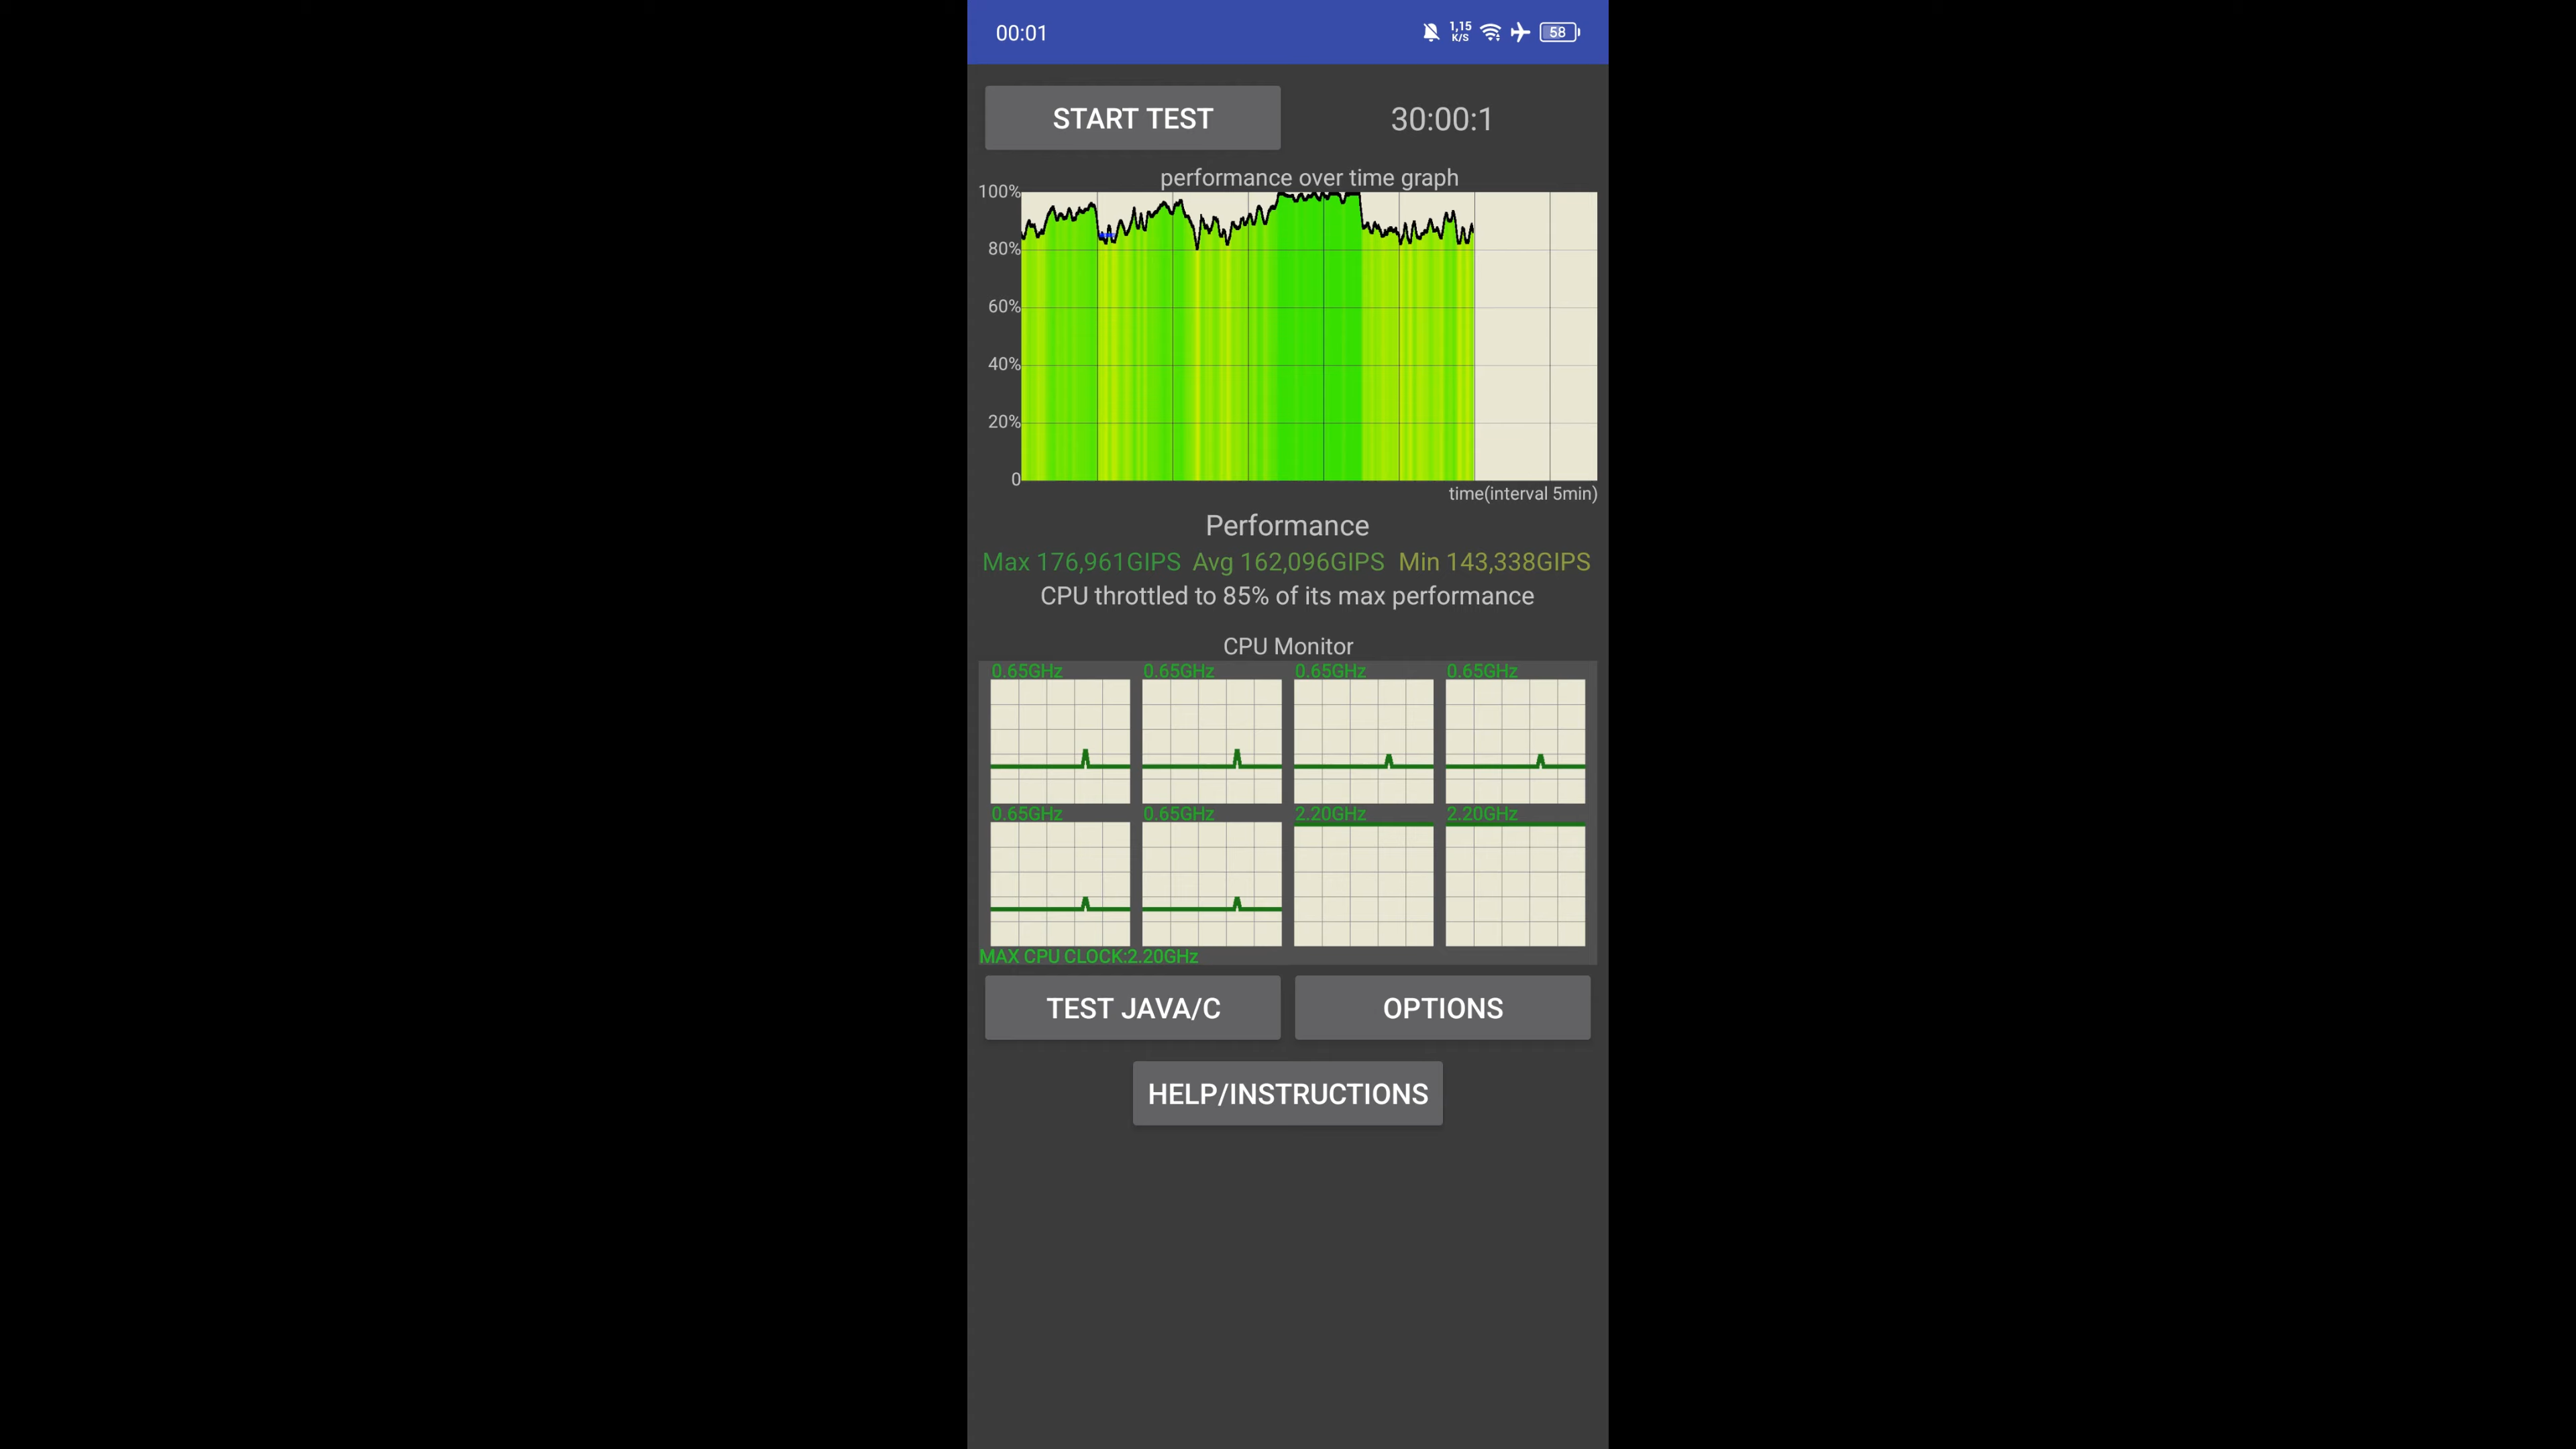 00:01 1,15 K/S 58
START TEST 30:00:1
performance over time graph
100%
80%
60%
40%
20%
0
time(interval 5min)
Performance
Max 176,961GIPS Avg 162,096GIPS Min 143,338GIPS
CPU throttled to 85% of its max performance
CPU Monitor
0.65GHz 0.65GHz 0.65GHz 0.65GHz
0.65GHz 0.65GHz 2.20GHz 2.20GHz
MAX CPU CLOCK:2.20GHz
TEST JAVA/C OPTIONS
HELP/INSTRUCTIONS